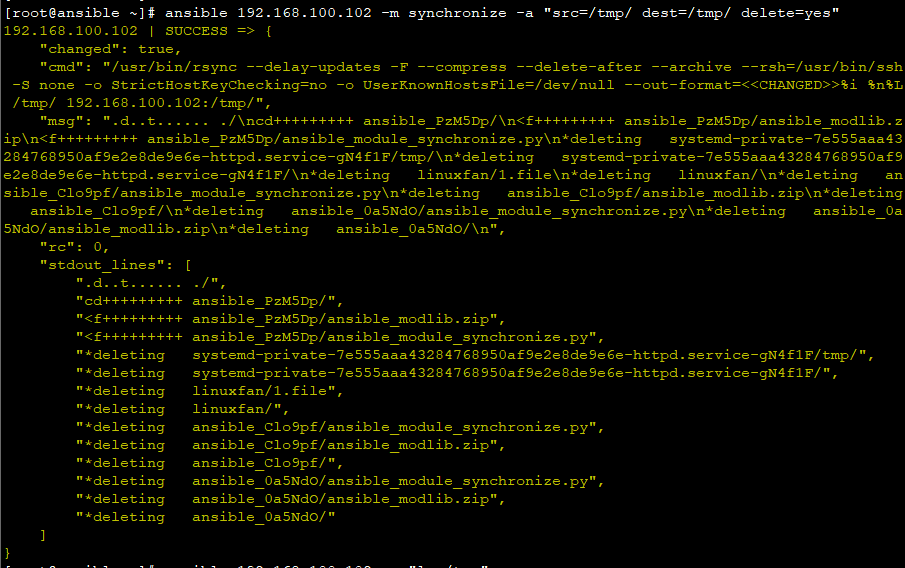 [root@ansible ~]# ansible 192.168.100.102 -m synchronize -a "src=/tmp/ dest=/tmp/ delete=yes"
192.168.100.102 | SUCCESS => {
    "changed": true,
    "cmd": "/usr/bin/rsync --delay-updates -F --compress --delete-after --archive --rsh=/usr/bin/ssh
-S none -o StrictHostKeyChecking=no -o UserKnownHostsFile=/dev/null --out-format=<<CHANGED>>%i %n%L
/tmp/ 192.168.100.102:/tmp/",
    "msg": ".d..t...... ./\ncd+++++++++ ansible_PzM5Dp/\n<f+++++++++ ansible_PzM5Dp/ansible_modlib.z
ip\n<f+++++++++ ansible_PzM5Dp/ansible_module_synchronize.py\n*deleting   systemd-private-7e555aaa43
284768950af9e2e8de9e6e-httpd.service-gN4f1F/tmp/\n*deleting   systemd-private-7e555aaa43284768950af9
e2e8de9e6e-httpd.service-gN4f1F/\n*deleting   linuxfan/1.file\n*deleting   linuxfan/\n*deleting   an
sible_Clo9pf/ansible_module_synchronize.py\n*deleting   ansible_Clo9pf/ansible_modlib.zip\n*deleting
   ansible_Clo9pf/\n*deleting   ansible_0a5NdO/ansible_module_synchronize.py\n*deleting   ansible_0a
5NdO/ansible_modlib.zip\n*deleting   ansible_0a5NdO/\n",
    "rc": 0,
    "stdout_lines": [
        ".d..t...... ./",
        "cd+++++++++ ansible_PzM5Dp/",
        "<f+++++++++ ansible_PzM5Dp/ansible_modlib.zip",
        "<f+++++++++ ansible_PzM5Dp/ansible_module_synchronize.py",
        "*deleting   systemd-private-7e555aaa43284768950af9e2e8de9e6e-httpd.service-gN4f1F/tmp/",
        "*deleting   systemd-private-7e555aaa43284768950af9e2e8de9e6e-httpd.service-gN4f1F/",
        "*deleting   linuxfan/1.file",
        "*deleting   linuxfan/",
        "*deleting   ansible_Clo9pf/ansible_module_synchronize.py",
        "*deleting   ansible_Clo9pf/ansible_modlib.zip",
        "*deleting   ansible_Clo9pf/",
        "*deleting   ansible_0a5NdO/ansible_module_synchronize.py",
        "*deleting   ansible_0a5NdO/ansible_modlib.zip",
        "*deleting   ansible_0a5NdO/"
    ]
}